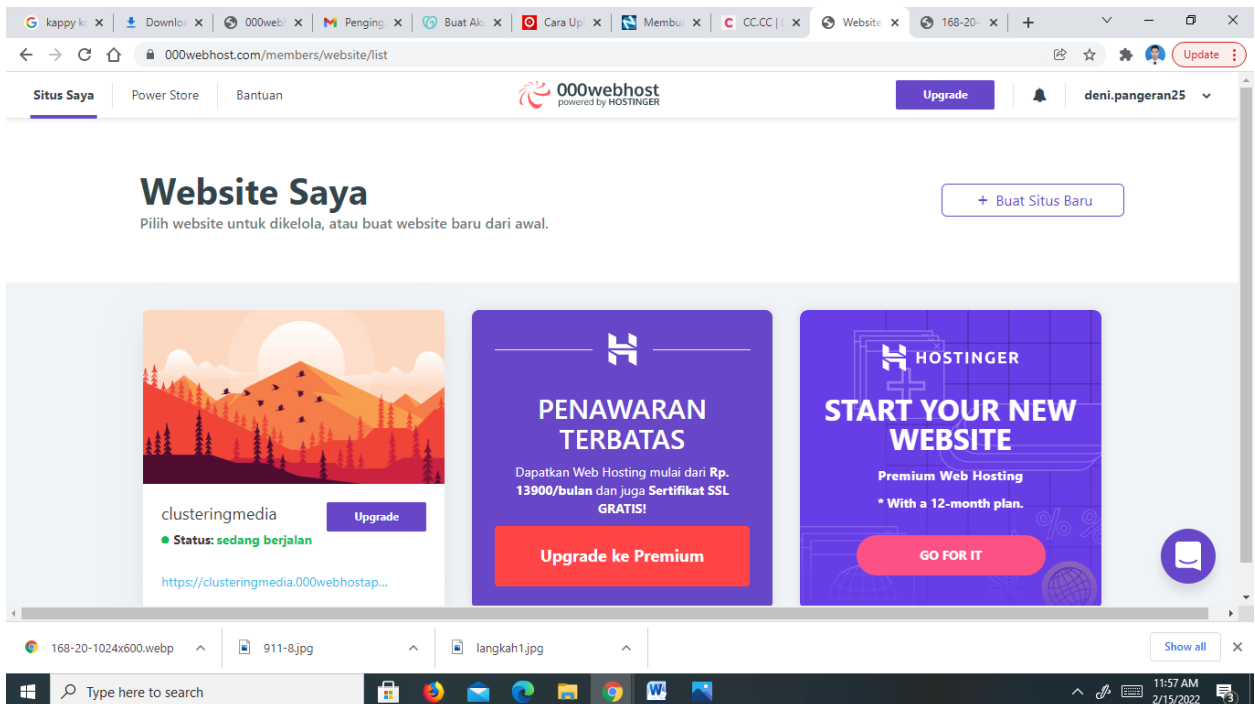 kappy k
Downlo
000web
Penging
Buat Ak
Cara Up
Membu
CC.CC |
Website
168-20-
000webhost.com/members/website/list
Update
Situs Saya
Power Store
Bantuan
000webhost
powered by HOSTINGER
Upgrade
deni.pangeran25
Website Saya
Pilih website untuk dikelola, atau buat website baru dari awal.
+ Buat Situs Baru
clusteringmedia
Upgrade
Status: sedang berjalan
https://clusteringmedia.000webhostap...
PENAWARAN
TERBATAS
Dapatkan Web Hosting mulai dari Rp.
13900/bulan dan juga Sertifikat SSL
GRATIS!
Upgrade ke Premium
HOSTINGER
START YOUR NEW
WEBSITE
Premium Web Hosting
* With a 12-month plan.
GO FOR IT
168-20-1024x600.webp
911-8.jpg
langkah1.jpg
Show all
Type here to search
11:57 AM
2/15/2022
3